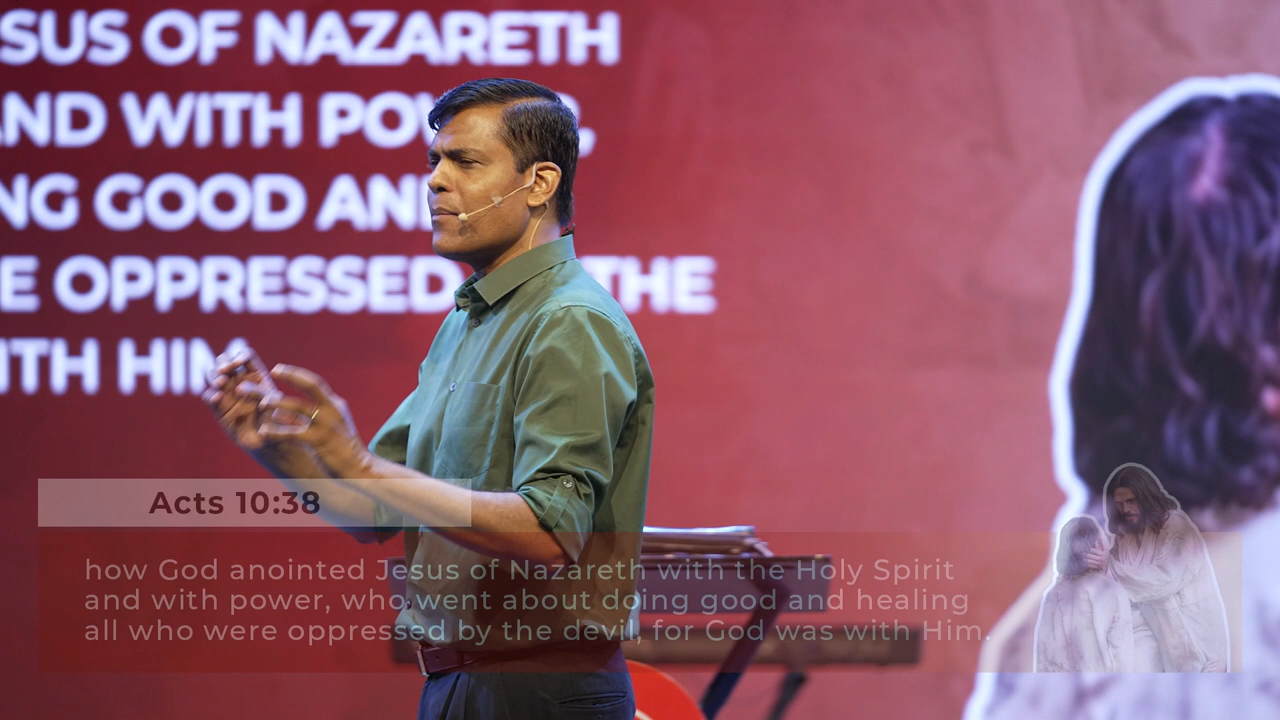 SUS OF NAZARETH
ND WITH POW
NG GOOD AND
E OPPRESSED THE
ITH HIM
Acts 10:38
how God anointed Jesus of Nazareth with the Holy Spirit
and with power, who went about doing good and healing
all who were oppressed by the devil, for God was with Him.